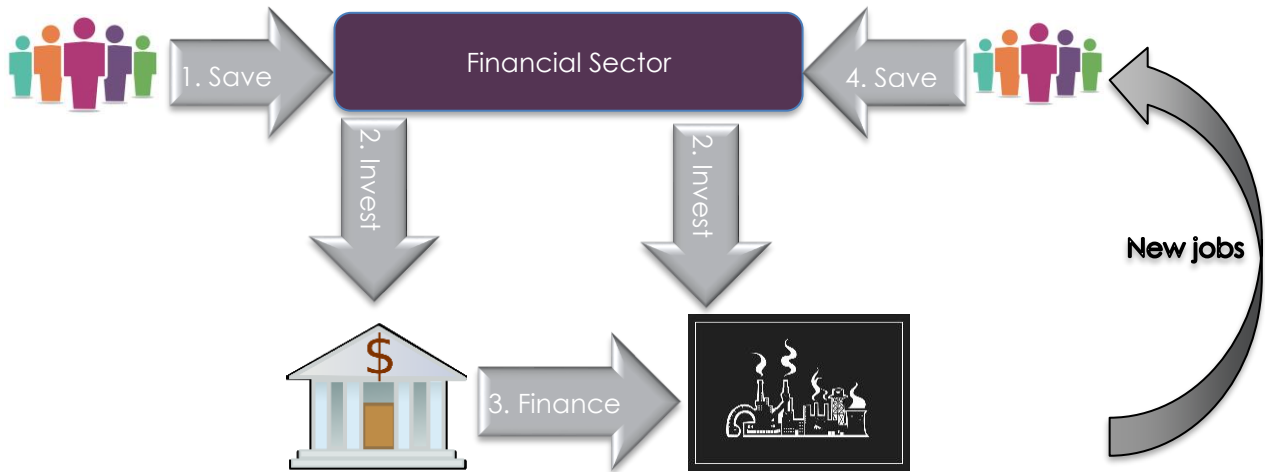 Financial Sector
1. Save
4. Save
2. Invest
2. Invest
New jobs
$
3. Finance